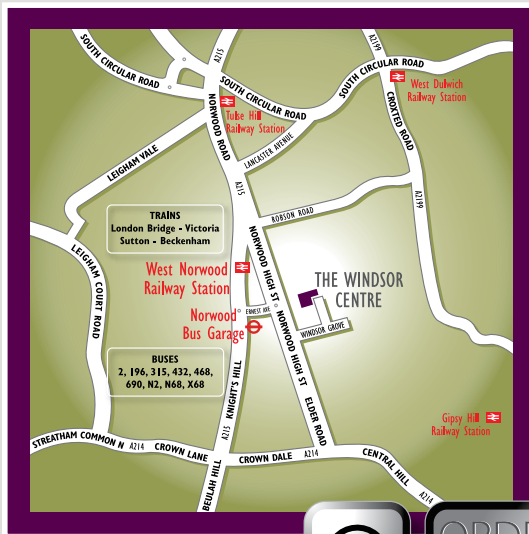 SOUTH CIRCULAR ROAD
A215
A2199
SOUTH CIRCULAR ROAD
SOUTH CIRCULAR ROAD
West Dulwich
Railway Station
Tulse Hill
Railway Station
NORWOOD ROAD
CROXTED ROAD
LANCASTER AVENUE
LEIGHAM VALE
A215
A2199
TRAINS
London Bridge - Victoria
Sutton - Beckenham
ROBSON ROAD
LEIGHAM COURT ROAD
NORWOOD HIGH ST
West Norwood
Railway Station
THE WINDSOR
CENTRE
ERNEST AVE
Norwood
Bus Garage
NORWOOD HIGH ST
WINDSOR GROVE
BUSES
2, 196, 315, 432, 468,
690, N2, N68, X68
KNIGHT'S HILL
ELDER ROAD
Gipsy Hill
Railway Station
STREATHAM COMMON N
A214
CROWN LANE
A215
CROWN DALE
A214
CENTRAL HILL
A214
BEULAH HILL